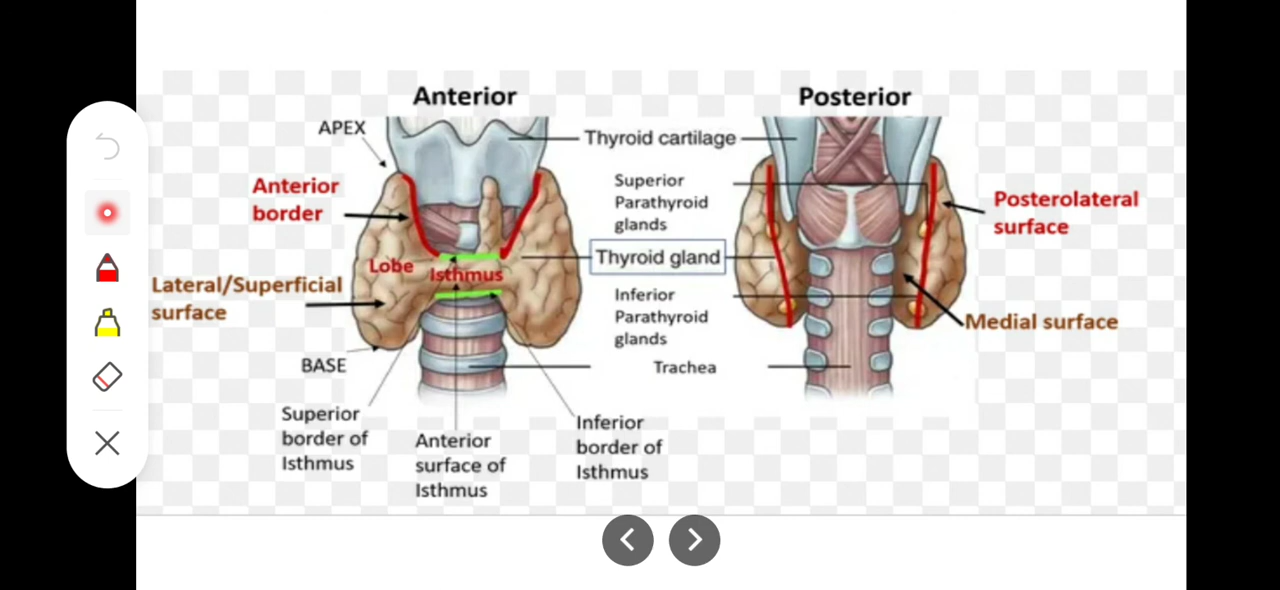 Anterior
Posterior
APEX
Thyroid cartilage
Anterior
border
Superior
Parathyroid
glands
Posterolateral
surface
Lobe
Isthmus
Thyroid gland
Lateral/Superficial
surface
Inferior
Parathyroid
glands
Medial surface
BASE
Trachea
Superior
border of
Isthmus
Anterior
surface of
Isthmus
Inferior
border of
Isthmus